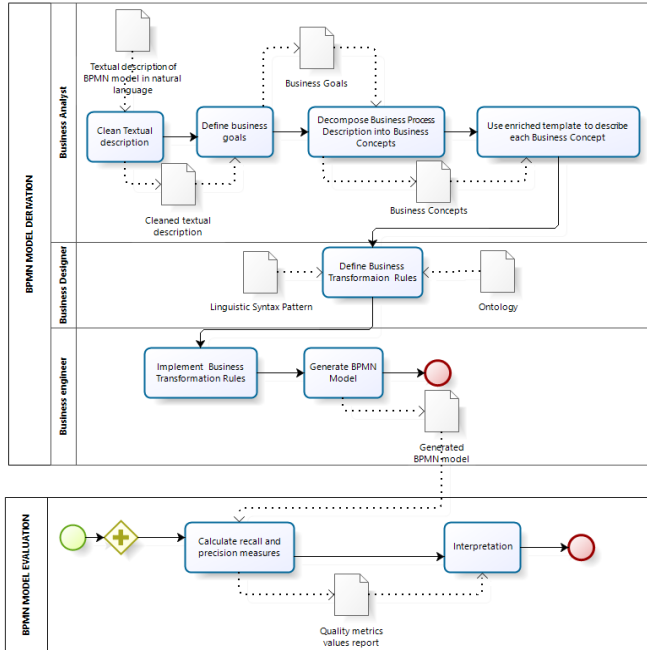 BPMN MODEL DERIVATION
Business Analyst
Textual description of
BPMN model in natural
language
Business Goals
Clean Textual
description
Define business
goals
Decompose Business Process
Description into Business
Concepts
Use enriched template to describe
each Business Concept
Cleaned textual
description
Business Concepts
Business Designer
Linguistic Syntax Pattern
Define Business
Transformaion Rules
Ontology
Business engineer
Implement Business
Transformation Rules
Generate BPMN
Model
Generated
BPMN model
BPMN MODEL EVALUATION
Calculate recall and
precision measures
Interpretation
Quality metrics
values report